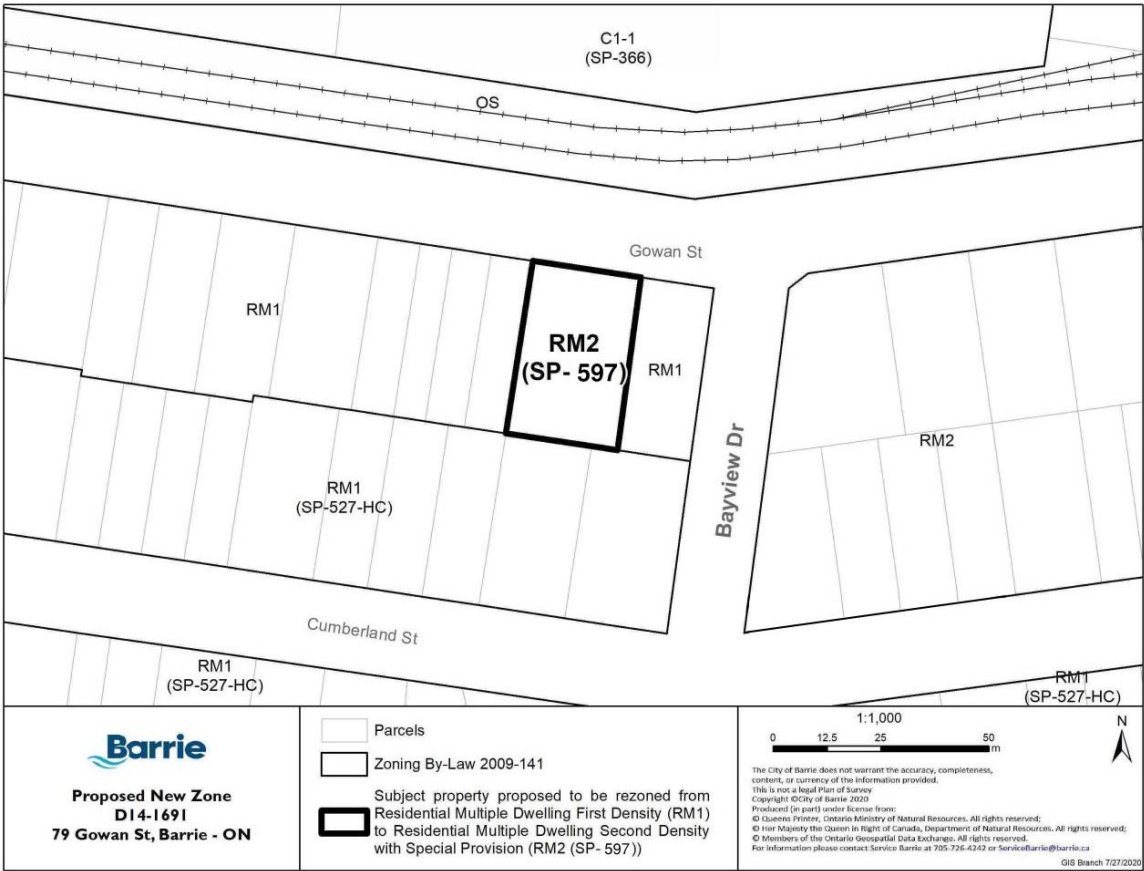 C1-1
(SP-366)
OS
Gowan St
RM1
RM2
(SP- 597)
RM1
Bayview Dr
RM2
RM1
(SP-527-HC)
Cumberland St
RM1
(SP-527-HC)
RM1
(SP-527-HC)
Barrie
Proposed New Zone
D14-1691
79 Gowan St, Barrie - ON
Parcels
Zoning By-Law 2009-141
Subject property proposed to be rezoned from
Residential Multiple Dwelling First Density (RM1)
to Residential Multiple Dwelling Second Density
with Special Provision (RM2 (SP- 597))
1:1,000
0 12.5 25 50
m
N
The City of Barrie does not warrant the accuracy, completeness,
content, or currency of the information provided.
This is not a legal Plan of Survey
Copyright ©City of Barrie 2020
Produced (in part) under license from:
© Queens Printer, Ontario Ministry of Natural Resources. All rights reserved;
© Her Majesty the Queen in Right of Canada, Department of Natural Resources. All rights reserved;
© Members of the Ontario Geospatial Data Exchange. All rights reserved.
For information please contact Service Barrie at 705-726-4242 or ServiceBarrie@barrie.ca
GIS Branch 7/27/2020